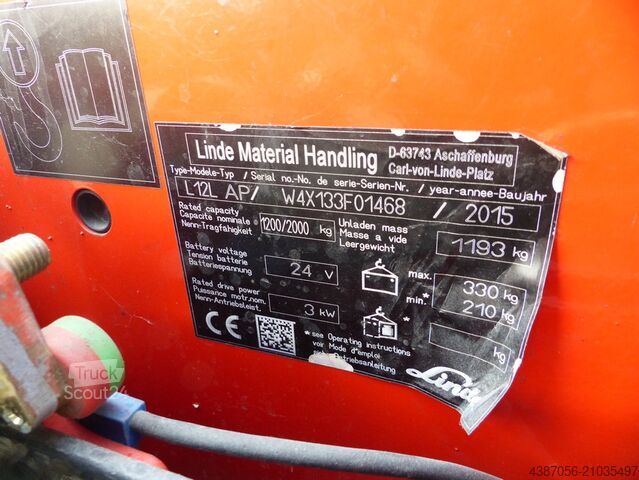 Linde Material Handling
D-63743 Aschaffenburg
Carl-von-Linde-Platz
Type-Modele-Typ / Serial no.-No. de serie-Serien-Nr. / year-annee-Baujahr
L12L AP / W4X133F01468 / 2015
Rated capacity
Capacite nominale
Nenn-Tragfähigkeit
1200/2000 kg
Unladen mass
Masse a vide
Leergewicht
1193 kg
Battery voltage
Tension batterie
Batteriespannung
24 V
max. 330 kg
min. 210 kg
Rated drive power
Puissance motr.nom.
Nenn-Antriebsleist.
3 kW
kg
CE
* see Operating instructions
voir Mode d'emploi
siehe Betriebsanleitung
Linde
Truck
Scout24
4387056-21035497